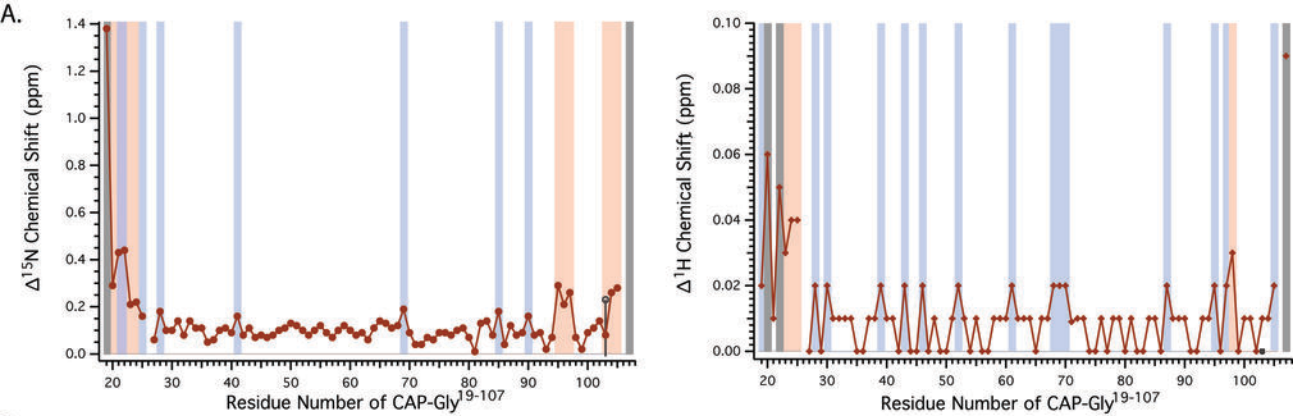 A.
Δ15N Chemical Shift (ppm)
1.4
1.2
1.0
0.8
0.6
0.4
0.2
0.0
20 30 40 50 60 70 80 90 100
Residue Number of CAP-Gly19-107
Δ1H Chemical Shift (ppm)
0.10
0.08
0.06
0.04
0.02
0.00
20 30 40 50 60 70 80 90 100
Residue Number of CAP-Gly19-107